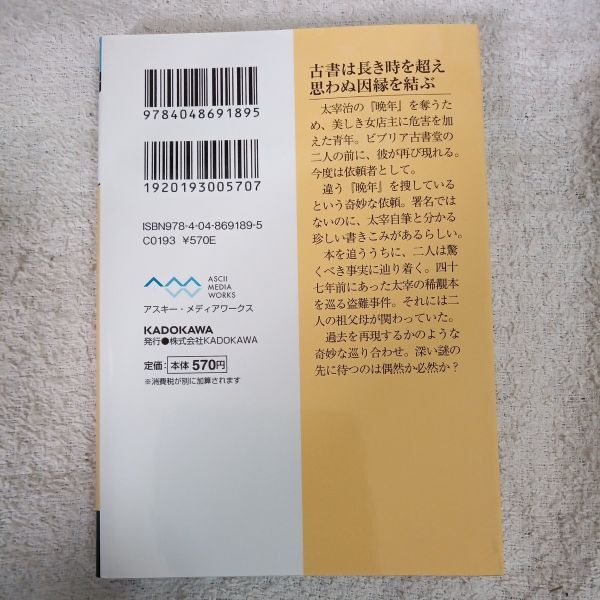 古書は長き時を超え
思わぬ因縁を結ぶ
太宰治の『晩年』を奪うた
め、美しき女店主に危害を加
えた青年。ビブリア古書堂の
二人の前に、彼が再び現れる。
今度は依頼者として。
違う『晩年』を捜している
という奇妙な依頼。署名では
ないのに、太宰自筆と分かる
珍しい書きこみがあるらしい。
本を追ううちに、二人は驚
くべき事実に辿り着く。四十
七年前にあった太宰の稀覯本
を巡る盗難事件。それには二
人の祖父母が関わっていた。
過去を再現するかのような
奇妙な巡り合わせ。深い謎の
先に待つのは偶然か必然か？
9784048691895
1920193005707
ISBN978-4-04-869189-5
C0193 ¥570E
ASCII
MEDIA
WORKS
アスキー・メディアワークス
KADOKAWA
発行●株式会社KADOKAWA
定価：本体570円
※消費税が別に加算されます